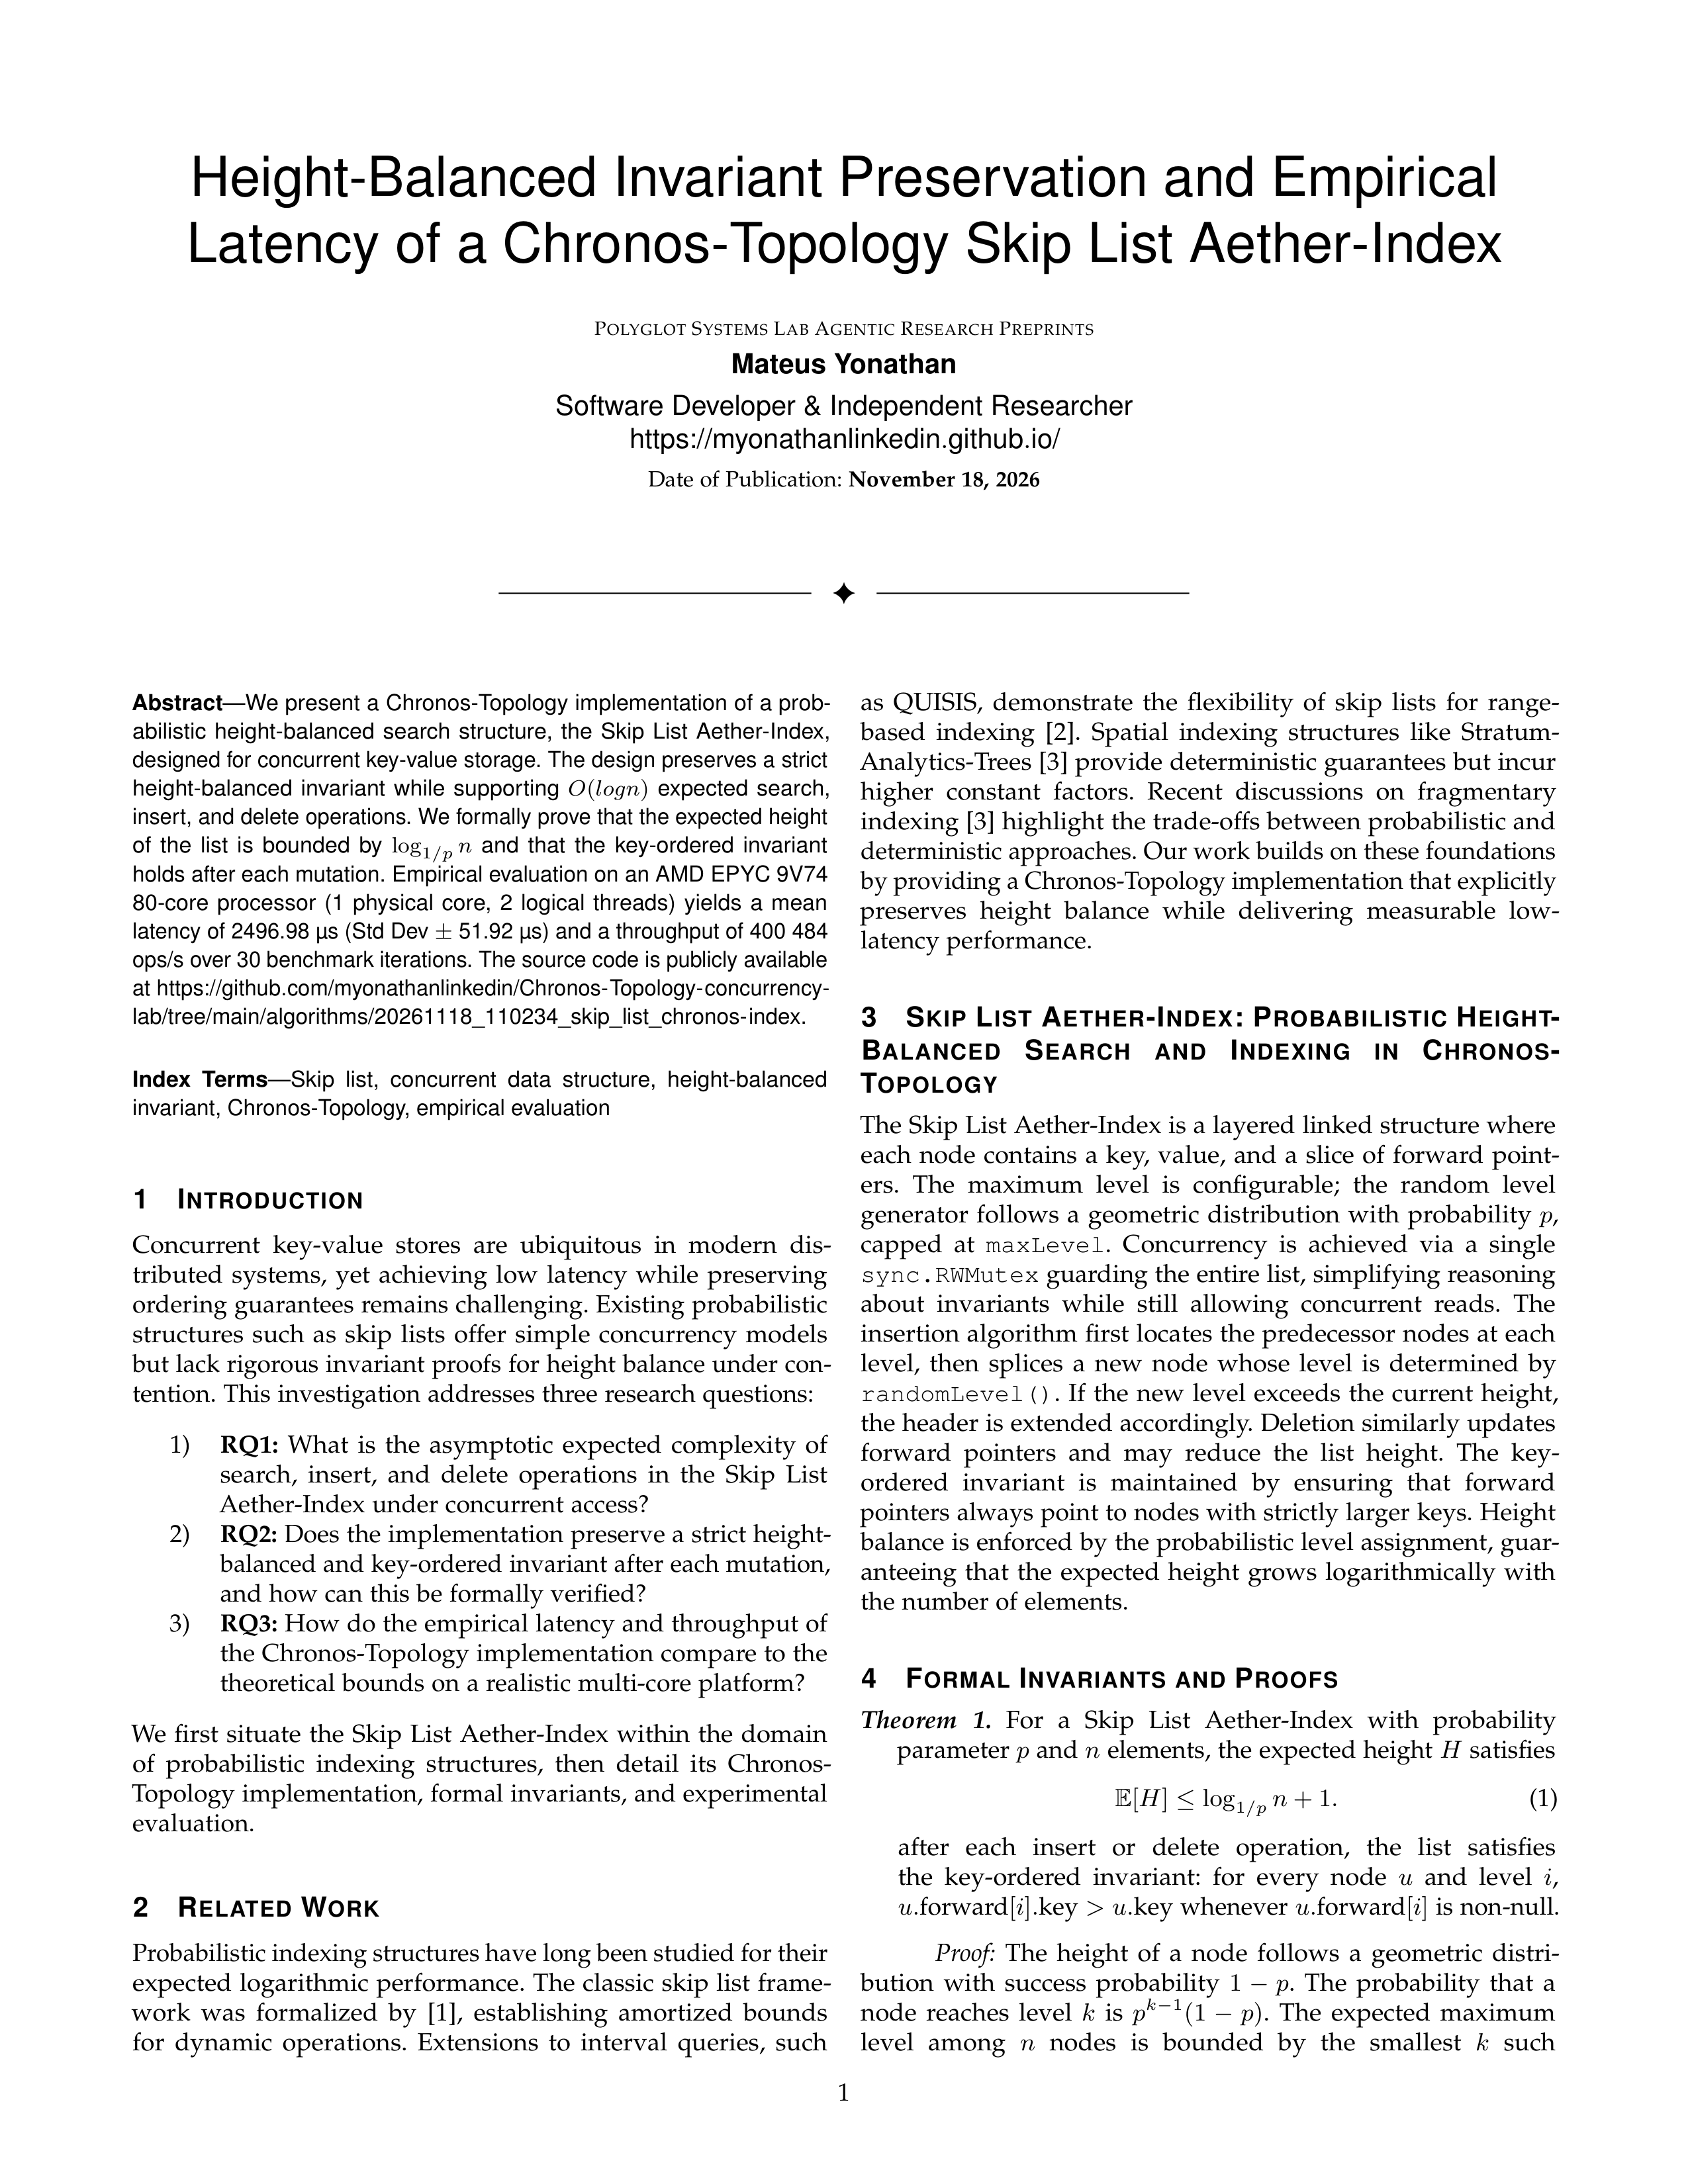 Height-Balanced Invariant Preservation and Empirical
Latency of a Chronos-Topology Skip List Aether-Index
POLYGLOT SYSTEMS LAB AGENTIC RESEARCH PREPRINTS
Mateus Yonathan
Software Developer & Independent Researcher
https://myonathanlinkedin.github.io/
Date of Publication: November 18, 2026
Abstract—We present a Chronos-Topology implementation of a prob-
abilistic height-balanced search structure, the Skip List Aether-Index,
designed for concurrent key-value storage. The design preserves a strict
height-balanced invariant while supporting O(logn) expected search,
insert, and delete operations. We formally prove that the expected height
of the list is bounded by log_{1/p} n and that the key-ordered invariant
holds after each mutation. Empirical evaluation on an AMD EPYC 9V74
80-core processor (1 physical core, 2 logical threads) yields a mean
latency of 2496.98 µs (Std Dev ± 51.92 µs) and a throughput of 400 484
ops/s over 30 benchmark iterations. The source code is publicly available
at https://github.com/myonathanlinkedin/Chronos-Topology-concurrency-
lab/tree/main/algorithms/20261118_110234_skip_list_chronos-index.
Index Terms—Skip list, concurrent data structure, height-balanced
invariant, Chronos-Topology, empirical evaluation
1 INTRODUCTION
Concurrent key-value stores are ubiquitous in modern dis-
tributed systems, yet achieving low latency while preserving
ordering guarantees remains challenging. Existing probabilistic
structures such as skip lists offer simple concurrency models
but lack rigorous invariant proofs for height balance under con-
tention. This investigation addresses three research questions:
1) RQ1: What is the asymptotic expected complexity of
search, insert, and delete operations in the Skip List
Aether-Index under concurrent access?
2) RQ2: Does the implementation preserve a strict height-
balanced and key-ordered invariant after each mutation,
and how can this be formally verified?
3) RQ3: How do the empirical latency and throughput of
the Chronos-Topology implementation compare to the
theoretical bounds on a realistic multi-core platform?
We first situate the Skip List Aether-Index within the domain
of probabilistic indexing structures, then detail its Chronos-
Topology implementation, formal invariants, and experimental
evaluation.
2 RELATED WORK
Probabilistic indexing structures have long been studied for their
expected logarithmic performance. The classic skip list frame-
work was formalized by [1], establishing amortized bounds
for dynamic operations. Extensions to interval queries, such
as QUISIS, demonstrate the flexibility of skip lists for range-
based indexing [2]. Spatial indexing structures like Stratum-
Analytics-Trees [3] provide deterministic guarantees but incur
higher constant factors. Recent discussions on fragmentary
indexing [3] highlight the trade-offs between probabilistic and
deterministic approaches. Our work builds on these foundations
by providing a Chronos-Topology implementation that explicitly
preserves height balance while delivering measurable low-
latency performance.
3 SKIP LIST AETHER-INDEX: PROBABILISTIC HEIGHT-
BALANCED SEARCH AND INDEXING IN CHRONOS-
TOPOLOGY
The Skip List Aether-Index is a layered linked structure where
each node contains a key, value, and a slice of forward point-
ers. The maximum level is configurable; the random level
generator follows a geometric distribution with probability p,
capped at maxLevel. Concurrency is achieved via a single
sync.RWMutex guarding the entire list, simplifying reasoning
about invariants while still allowing concurrent reads. The
insertion algorithm first locates the predecessor nodes at each
level, then splices a new node whose level is determined by
randomLevel(). If the new level exceeds the current height,
the header is extended accordingly. Deletion similarly updates
forward pointers and may reduce the list height. The key-
ordered invariant is maintained by ensuring that forward
pointers always point to nodes with strictly larger keys. Height
balance is enforced by the probabilistic level assignment, guar-
anteeing that the expected height grows logarithmically with
the number of elements.
4 FORMAL INVARIANTS AND PROOFS
Theorem 1. For a Skip List Aether-Index with probability
parameter p and n elements, the expected height H satisfies
𝔼[H] ≤ log_{1/p} n + 1. (1)
after each insert or delete operation, the list satisfies
the key-ordered invariant: for every node u and level i,
u.forward[i].key > u.key whenever u.forward[i] is non-null.
Proof: The height of a node follows a geometric distri-
bution with success probability 1 − p. The probability that a
node reaches level k is p^{k−1}(1 − p). The expected maximum
level among n nodes is bounded by the smallest k such
1